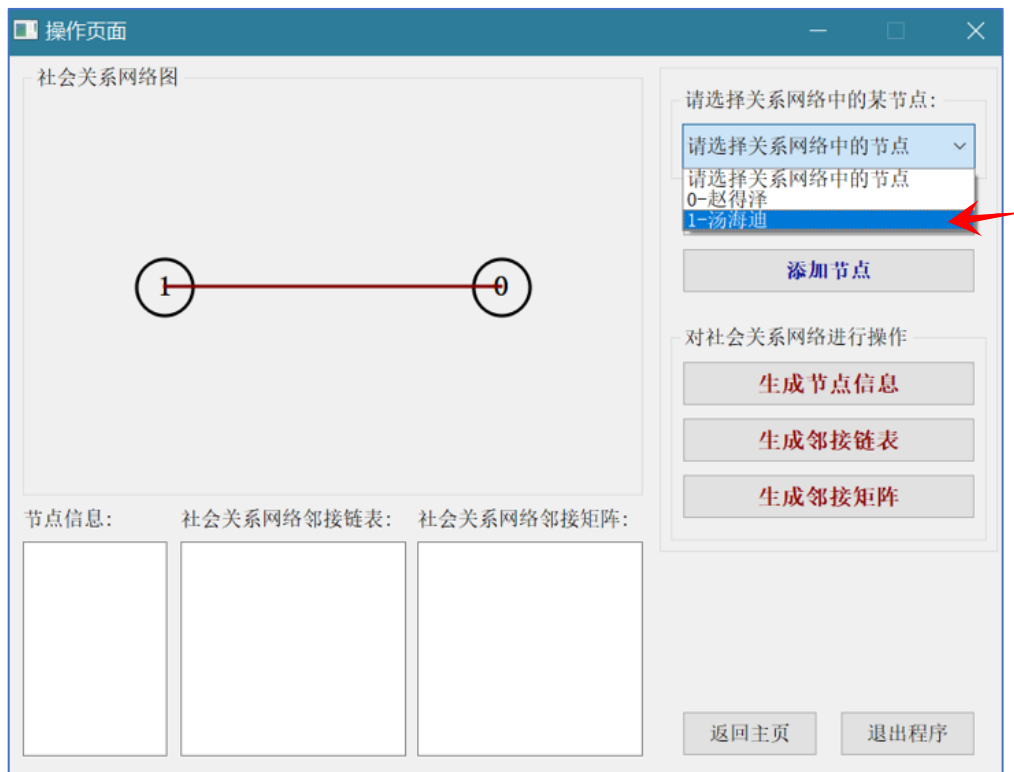 操作页面
社会关系网络图
1
0
请选择关系网络中的某节点:
请选择关系网络中的节点
请选择关系网络中的节点
0-赵得泽
1-汤海迪
添加节点
对社会关系网络进行操作
生成节点信息
生成邻接链表
生成邻接矩阵
节点信息:
社会关系网络邻接链表:
社会关系网络邻接矩阵:
返回主页
退出程序